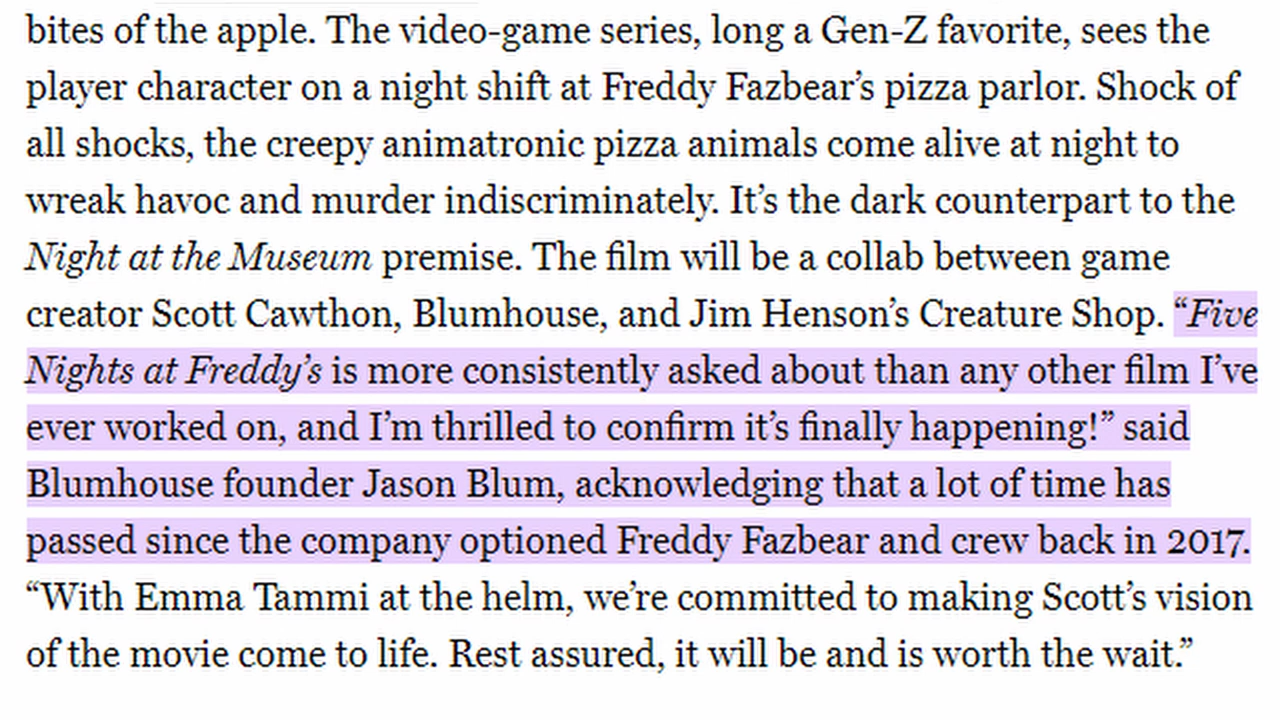 bites of the apple. The video-game series, long a Gen-Z favorite, sees the
player character on a night shift at Freddy Fazbear’s pizza parlor. Shock of
all shocks, the creepy animatronic pizza animals come alive at night to
wreak havoc and murder indiscriminately. It’s the dark counterpart to the
Night at the Museum premise. The film will be a collab between game
creator Scott Cawthon, Blumhouse, and Jim Henson’s Creature Shop. “Five
Nights at Freddy’s is more consistently asked about than any other film I’ve
ever worked on, and I’m thrilled to confirm it’s finally happening!” said
Blumhouse founder Jason Blum, acknowledging that a lot of time has
passed since the company optioned Freddy Fazbear and crew back in 2017.
“With Emma Tammi at the helm, we’re committed to making Scott’s vision
of the movie come to life. Rest assured, it will be and is worth the wait.”